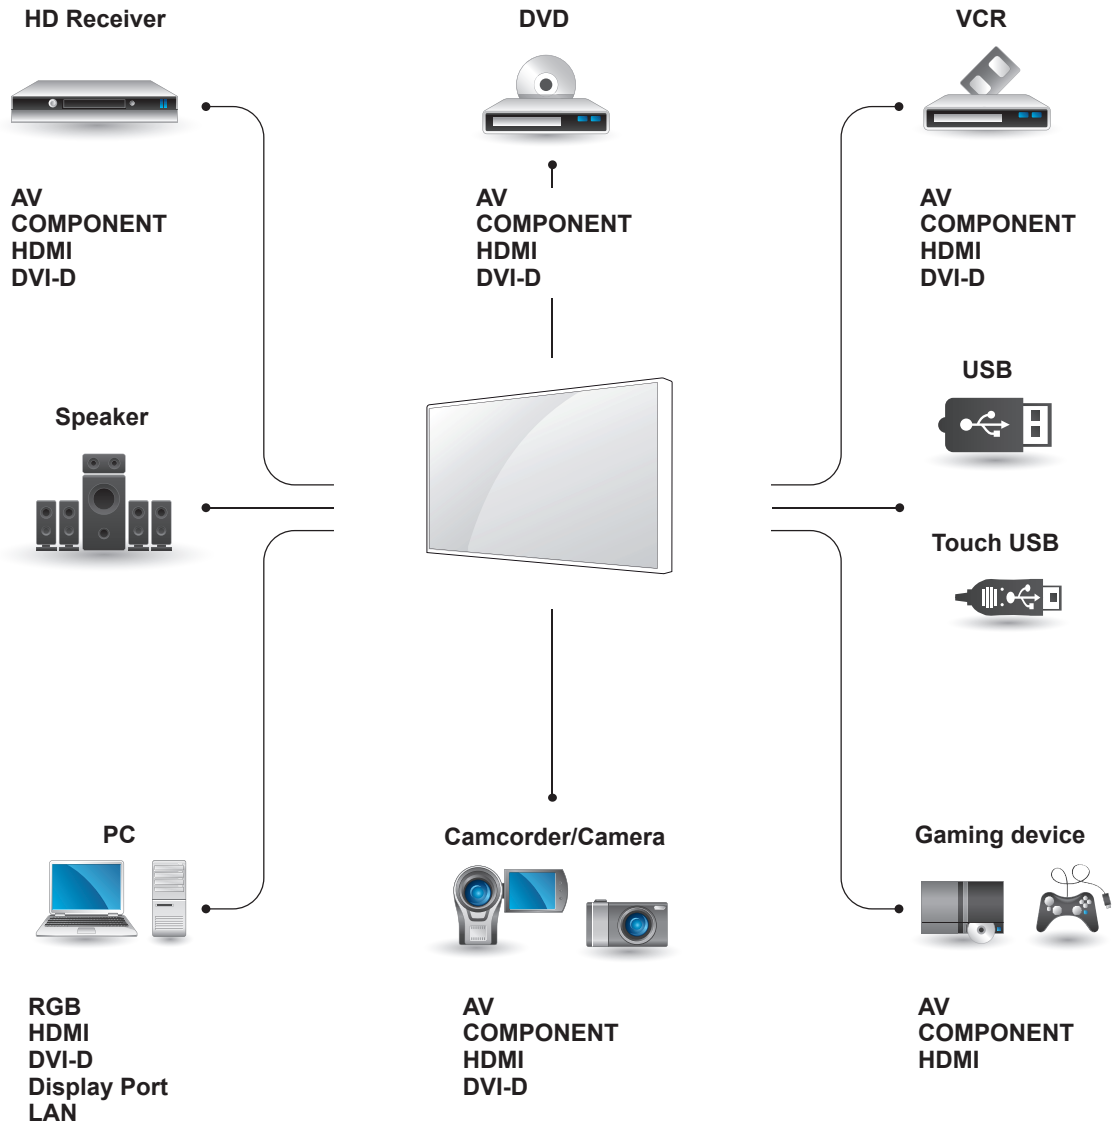 HD Receiver
AV
COMPONENT
HDMI
DVI-D
DVD
AV
COMPONENT
HDMI
DVI-D
VCR
AV
COMPONENT
HDMI
DVI-D
Speaker
USB
Touch USB
PC
RGB
HDMI
DVI-D
Display Port
LAN
Camcorder/Camera
AV
COMPONENT
HDMI
DVI-D
Gaming device
AV
COMPONENT
HDMI